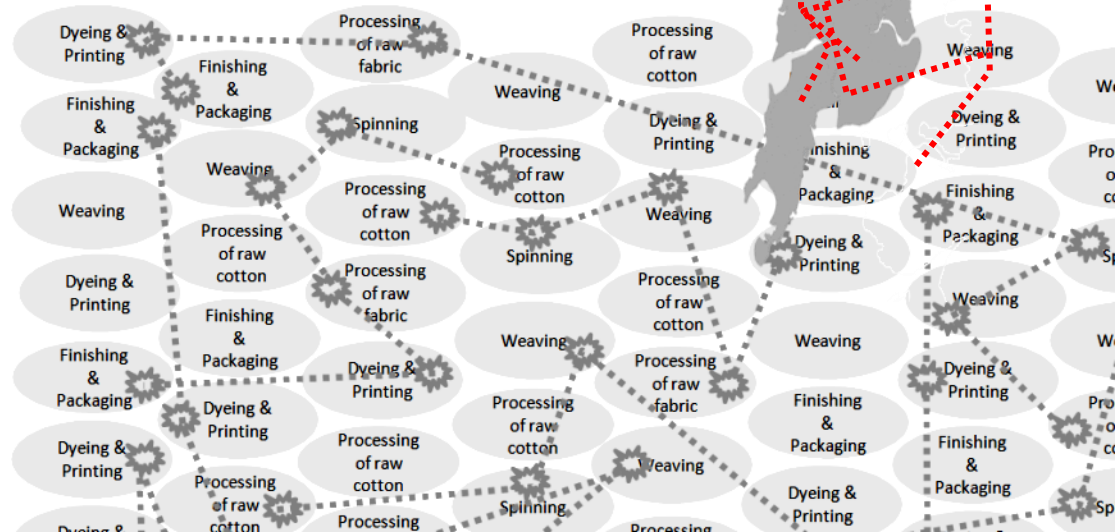 Dyeing &
Printing
Finishing
&
Packaging
Weaving
Dyeing &
Printing
Finishing
&
Packaging
Dyeing &
Printing
Finishing
&
Packaging
Weaving
Processing
of raw
cotton
Finishing
&
Packaging
Dyeing &
Printing
Processing
of raw
cotton
Processing
of raw
fabric
Spinning
Processing
of raw
cotton
Processing
of raw
fabric
Dyeing &
Printing
Processing
of raw
cotton
Processing
Weaving
Processing
of raw
cotton
Spinning
Weaving
Processing
of raw
cotton
Spinning
Processing
of raw
cotton
Dyeing &
Printing
Weaving
Processing
of raw
cotton
Processing
of raw
fabric
Weaving
Finishing
&
Packaging
Dyeing &
Printing
Weaving
Finishing
&
Packaging
Dyeing &
Printing
Weaving
Dyeing &
Printing
Finishing
&
Packaging
Weaving
Dyeing &
Printing
Finishing
&
Packaging